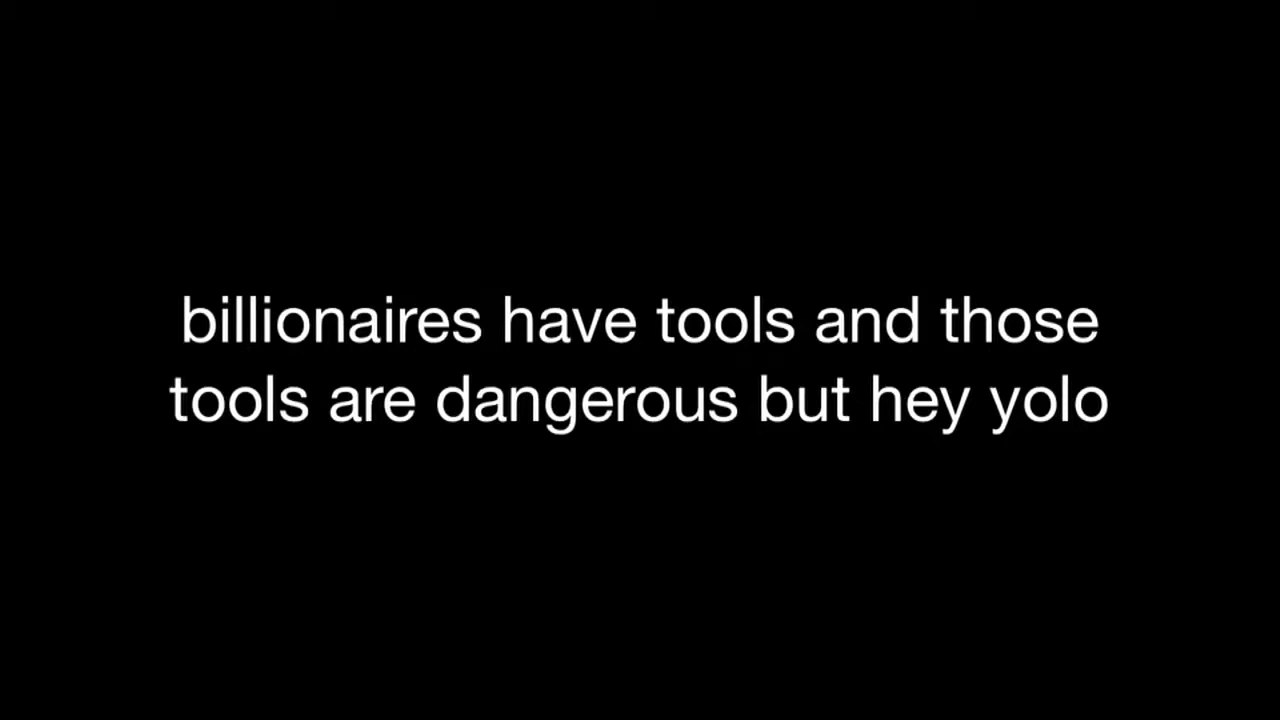 billionaires have tools and those
tools are dangerous but hey yolo